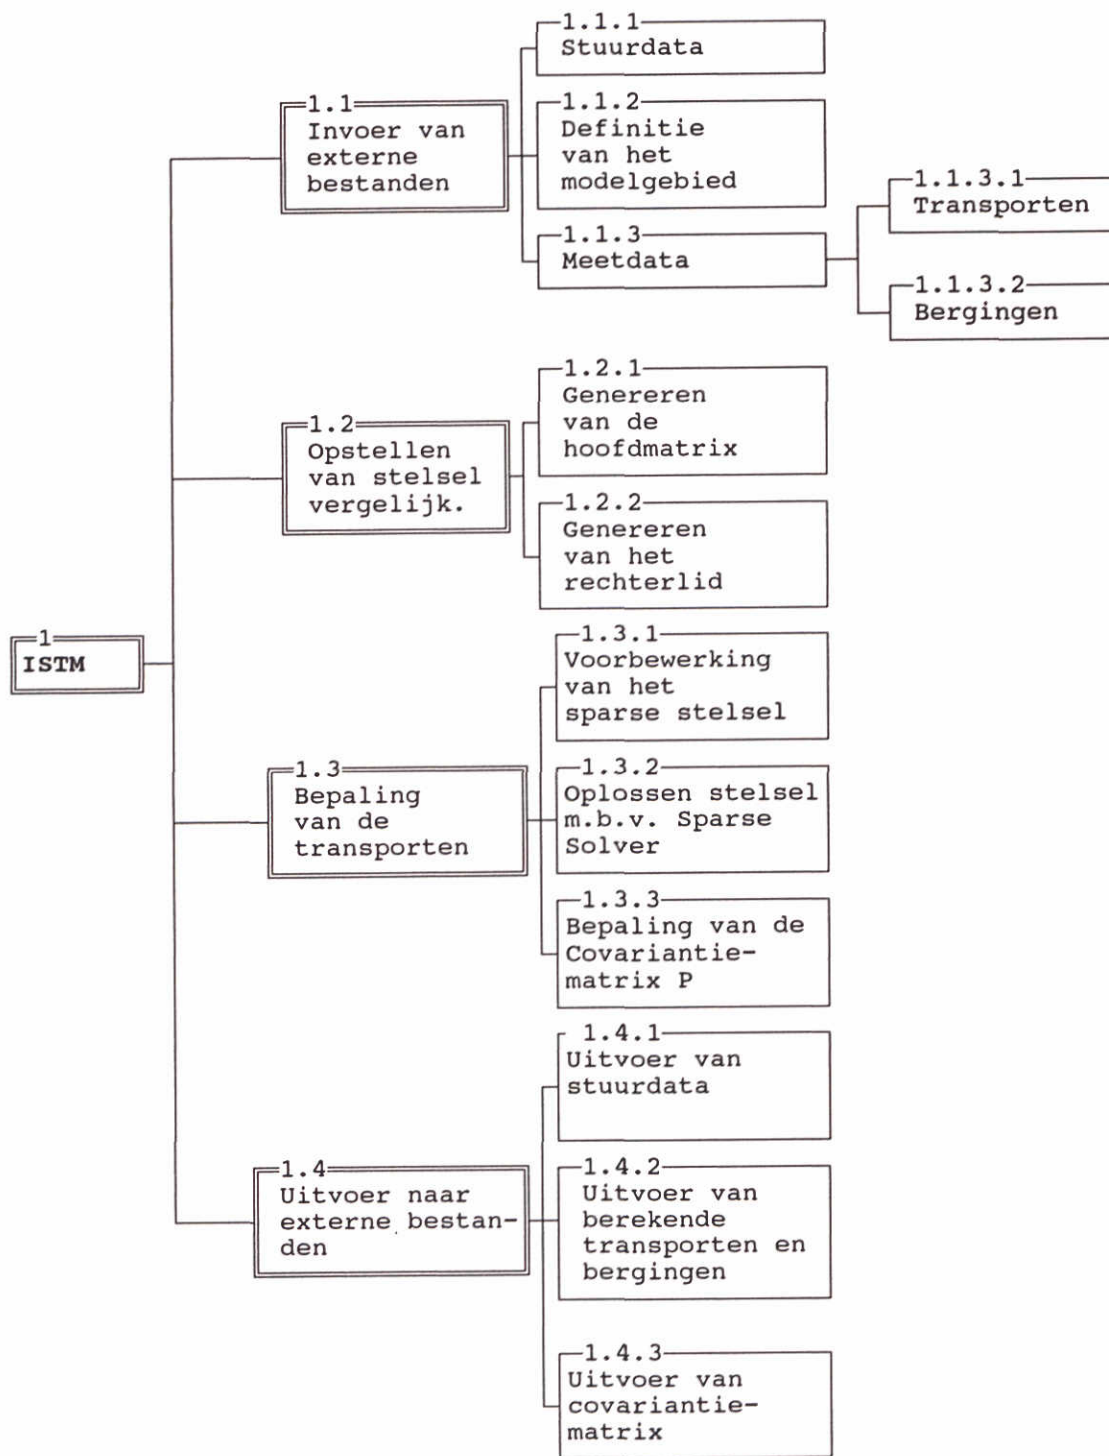 1
ISTM
1.1
Invoer van
externe
bestanden
1.1.1
Stuurdata
1.1.2
Definitie
van het
modelgebied
1.1.3
Meetdata
1.1.3.1
Transporten
1.1.3.2
Bergingen
1.2
Opstellen
van stelsel
vergelijk.
1.2.1
Genereren
van de
hoofdmatrix
1.2.2
Genereren
van het
rechterlid
1.3
Bepaling
van de
transporten
1.3.1
Voorbewerking
van het
sparse stelsel
1.3.2
Oplossen stelsel
m.b.v. Sparse
Solver
1.3.3
Bepaling van de
Covariantie-
matrix P
1.4
Uitvoer naar
externe bestan-
den
1.4.1
Uitvoer van
stuurdata
1.4.2
Uitvoer van
berekende
transporten en
bergingen
1.4.3
Uitvoer van
covariantie-
matrix